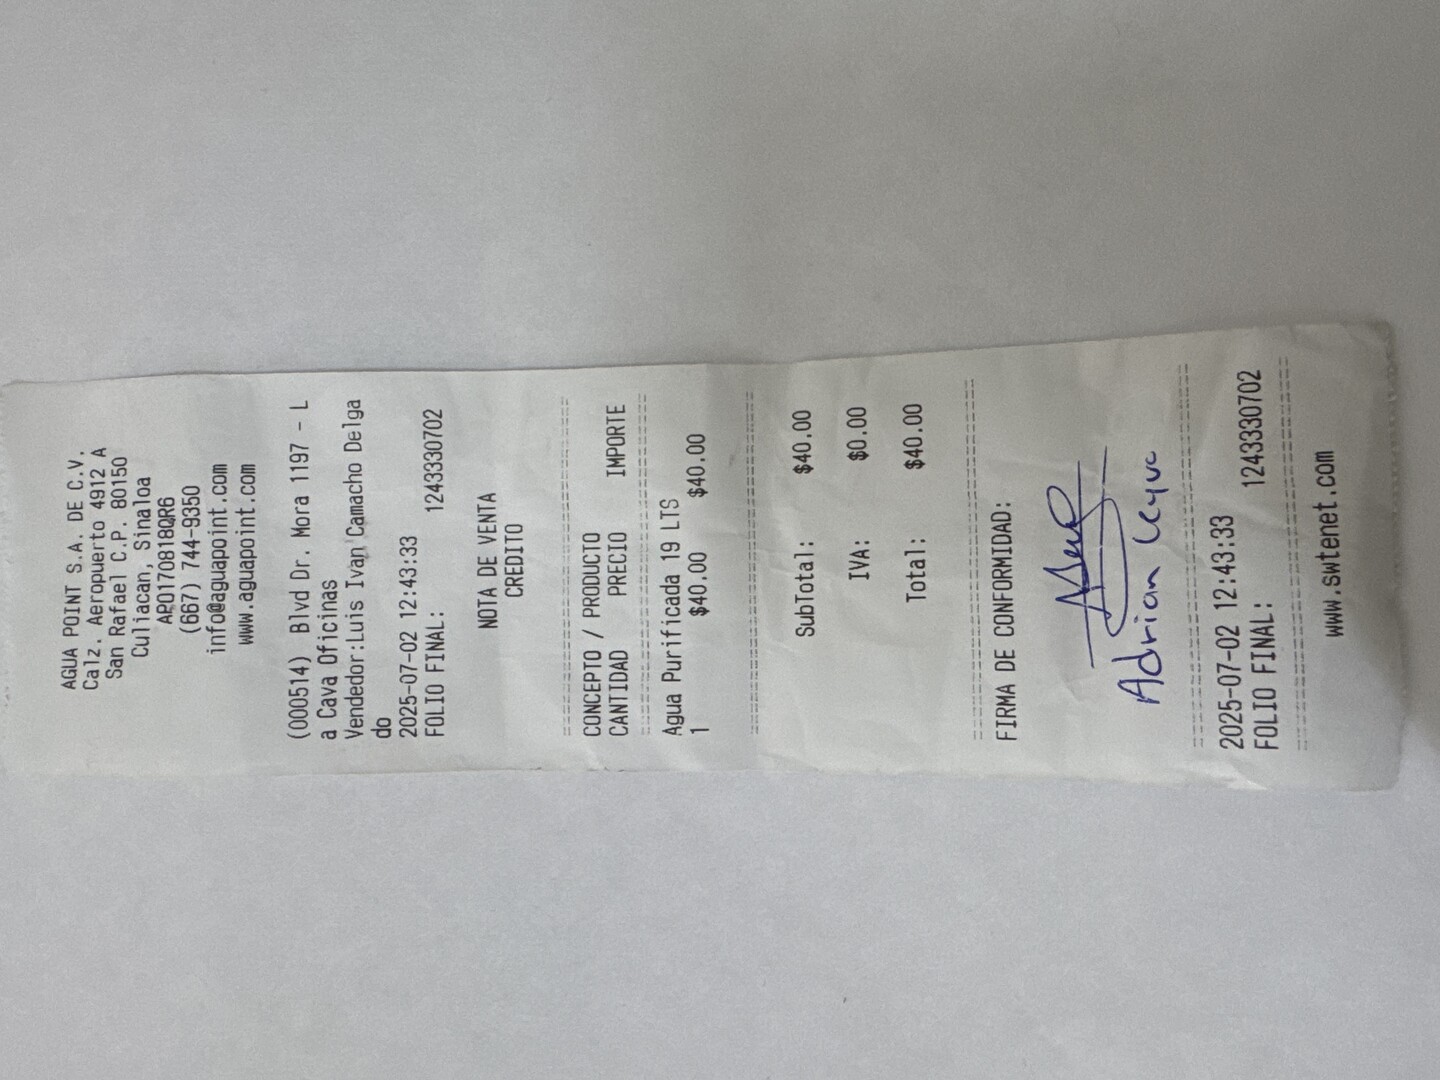 AGUA POINT S.A. DE C.V.
Calz. Aeropuerto 4912 A
San Rafael C.P. 80150
Culiacan, Sinaloa
APO170818QR6
(667) 744-9350
info@aguapoint.com
www.aguapoint.com
(000514) Blvd Dr. Mora 1197 - L
a Cava Oficinas
Vendedor:Luis Ivan Camacho Delga
do
2025-07-02 12:43:33
FOLIO FINAL: 1243330702
NOTA DE VENTA
CREDITO
CONCEPTO / PRODUCTO
CANTIDAD PRECIO IMPORTE
Agua Purificada 19 LTS
1 $40.00 $40.00
SubTotal: $40.00
IVA: $0.00
Total: $40.00
FIRMA DE CONFORMIDAD:
Adrian
2025-07-02 12:43:33
FOLIO FINAL: 1243330702
www.swtenet.com